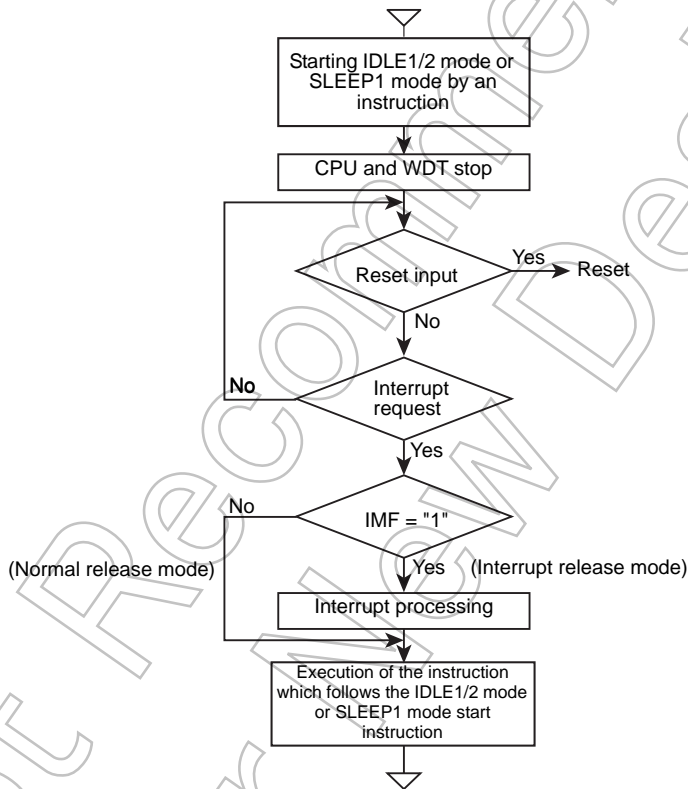 Starting IDLE1/2 mode or
SLEEP1 mode by an
instruction
CPU and WDT stop
Reset input
Yes
Reset
No
No
Interrupt
request
Yes
No
IMF = "1"
(Normal release mode)
Yes
(Interrupt release mode)
Interrupt processing
Execution of the instruction
which follows the IDLE1/2 mode
or SLEEP1 mode start
instruction